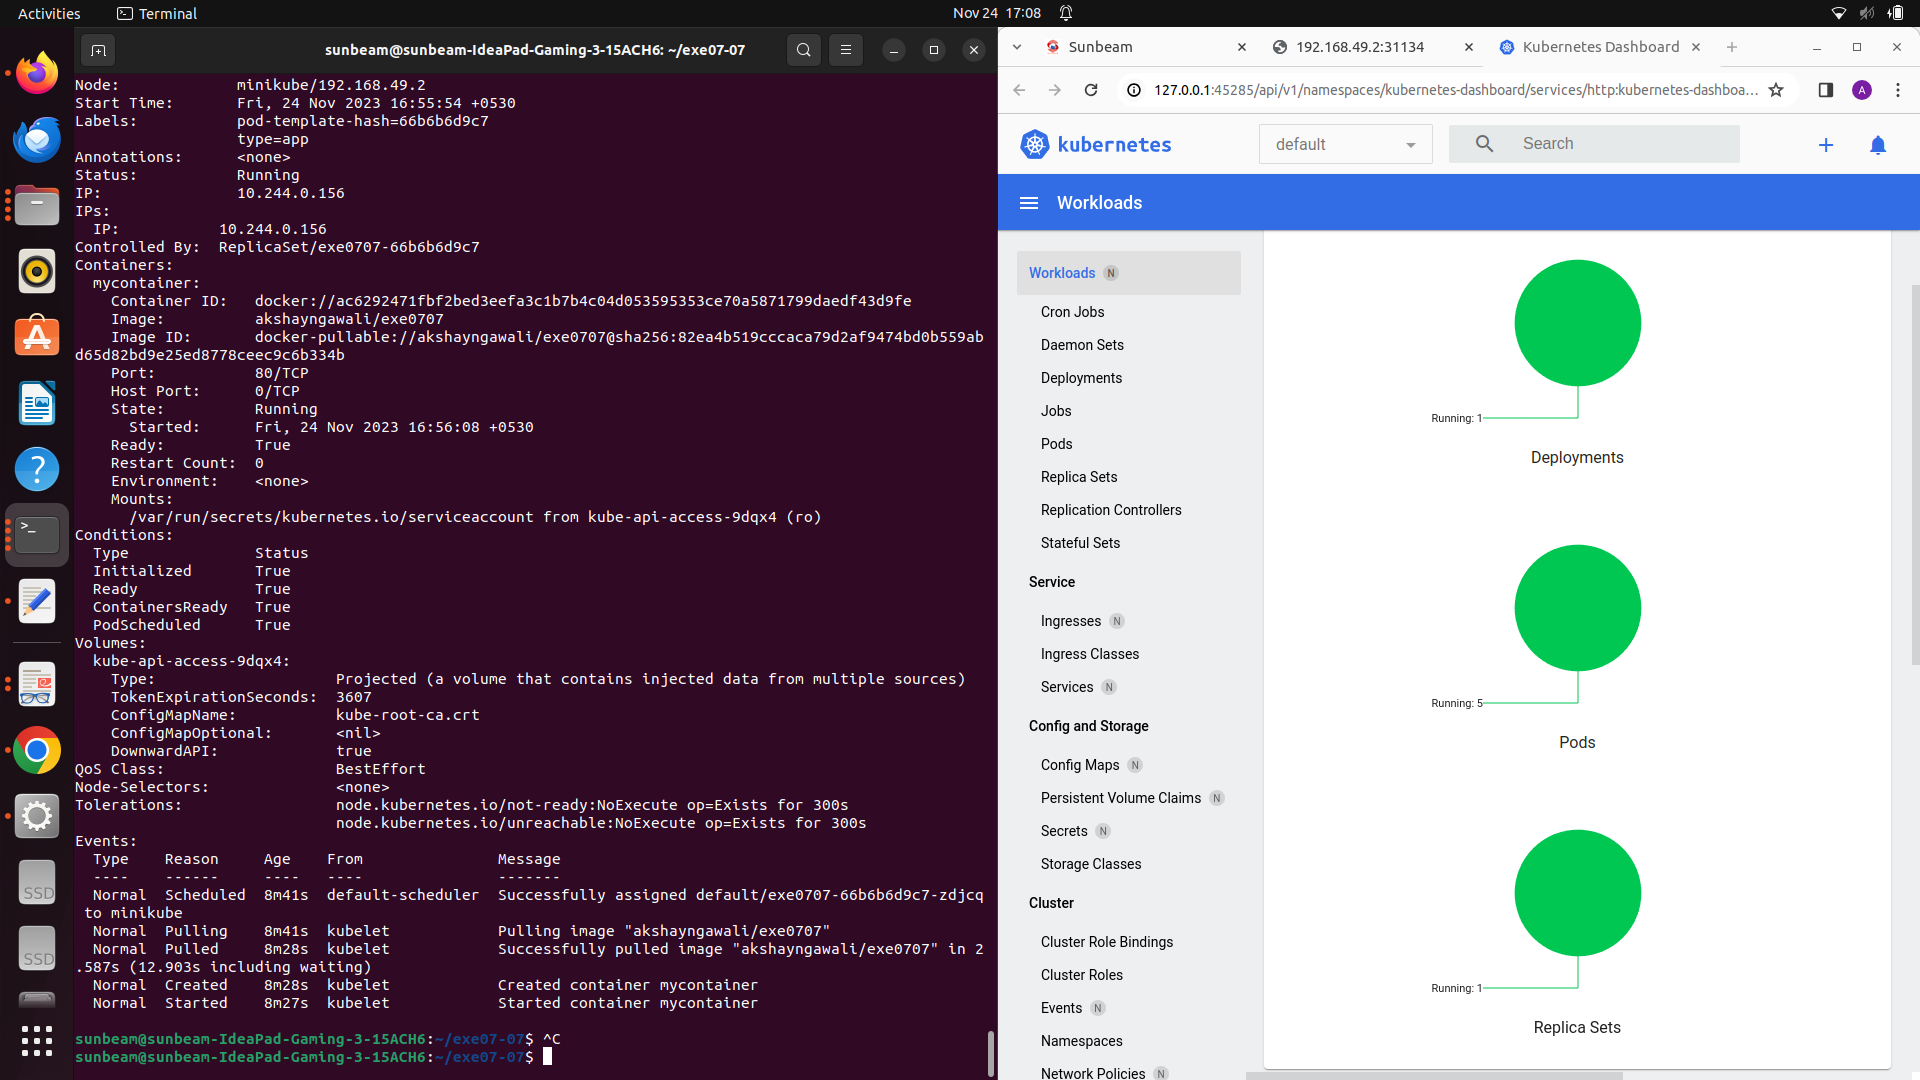 Activities
Terminal
Nov 24 17:08
sunbeam@sunbeam-IdeaPad-Gaming-3-15ACH6: ~/exe07-07
Node:             minikube/192.168.49.2
Start Time:       Fri, 24 Nov 2023 16:55:54 +0530
Labels:           pod-template-hash=66b6b6d9c7
                  type=app
Annotations:      <none>
Status:           Running
IP:               10.244.0.156
IPs:
  IP:           10.244.0.156
Controlled By:  ReplicaSet/exe0707-66b6b6d9c7
Containers:
  mycontainer:
    Container ID:   docker://ac6292471fbf2bed3eefa3c1b7b4c04d053595353ce70a5871799daedf43d9fe
    Image:          akshayngawali/exe0707
    Image ID:       docker-pullable://akshayngawali/exe0707@sha256:82ea4b519cccaca79d2af9474bd0b559ab
d65d82bd9e25ed8778ceec9c6b334b
    Port:           80/TCP
    Host Port:      0/TCP
    State:          Running
      Started:      Fri, 24 Nov 2023 16:56:08 +0530
    Ready:          True
    Restart Count:  0
    Environment:    <none>
    Mounts:
      /var/run/secrets/kubernetes.io/serviceaccount from kube-api-access-9dqx4 (ro)
Conditions:
  Type              Status
  Initialized       True
  Ready             True
  ContainersReady   True
  PodScheduled      True
Volumes:
  kube-api-access-9dqx4:
    Type:                    Projected (a volume that contains injected data from multiple sources)
    TokenExpirationSeconds:  3607
    ConfigMapName:           kube-root-ca.crt
    ConfigMapOptional:       <nil>
    DownwardAPI:             true
QoS Class:                   BestEffort
Node-Selectors:              <none>
Tolerations:                 node.kubernetes.io/not-ready:NoExecute op=Exists for 300s
                             node.kubernetes.io/unreachable:NoExecute op=Exists for 300s
Events:
  Type    Reason     Age    From               Message
  ----    ------     ----   ----               -------
  Normal  Scheduled  8m41s  default-scheduler  Successfully assigned default/exe0707-66b6b6d9c7-zdjcq
 to minikube
  Normal  Pulling    8m41s  kubelet            Pulling image "akshayngawali/exe0707"
  Normal  Pulled     8m28s  kubelet            Successfully pulled image "akshayngawali/exe0707" in 2
.587s (12.903s including waiting)
  Normal  Created    8m28s  kubelet            Created container mycontainer
  Normal  Started    8m27s  kubelet            Started container mycontainer
sunbeam@sunbeam-IdeaPad-Gaming-3-15ACH6:~/exe07-07$ ^C
sunbeam@sunbeam-IdeaPad-Gaming-3-15ACH6:~/exe07-07$
SSD
SSD
Sunbeam
192.168.49.2:31134
Kubernetes Dashboard
127.0.0.1:45285/api/v1/namespaces/kubernetes-dashboard/services/http:kubernetes-dashboa...
A
kubernetes
default
Search
Workloads
Workloads N
Cron Jobs
Daemon Sets
Deployments
Jobs
Pods
Replica Sets
Replication Controllers
Stateful Sets
Service
Ingresses N
Ingress Classes
Services N
Config and Storage
Config Maps N
Persistent Volume Claims N
Secrets N
Storage Classes
Cluster
Cluster Role Bindings
Cluster Roles
Events N
Namespaces
Network Policies N
Running: 1
Deployments
Running: 5
Pods
Running: 1
Replica Sets